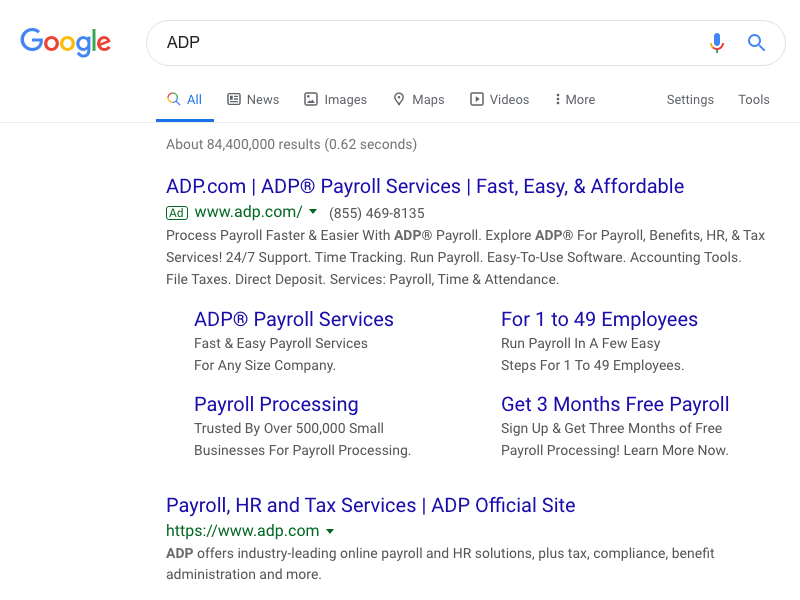 Google
ADP
All News Images Maps Videos More Settings Tools
About 84,400,000 results (0.62 seconds)
ADP.com | ADP® Payroll Services | Fast, Easy, & Affordable
Ad www.adp.com/ (855) 469-8135
Process Payroll Faster & Easier With ADP® Payroll. Explore ADP® For Payroll, Benefits, HR, & Tax
Services! 24/7 Support. Time Tracking. Run Payroll. Easy-To-Use Software. Accounting Tools.
File Taxes. Direct Deposit. Services: Payroll, Time & Attendance.
ADP® Payroll Services
Fast & Easy Payroll Services
For Any Size Company.
For 1 to 49 Employees
Run Payroll In A Few Easy
Steps For 1 To 49 Employees.
Payroll Processing
Trusted By Over 500,000 Small
Businesses For Payroll Processing.
Get 3 Months Free Payroll
Sign Up & Get Three Months of Free
Payroll Processing! Learn More Now.
Payroll, HR and Tax Services | ADP Official Site
https://www.adp.com
ADP offers industry-leading online payroll and HR solutions, plus tax, compliance, benefit
administration and more.